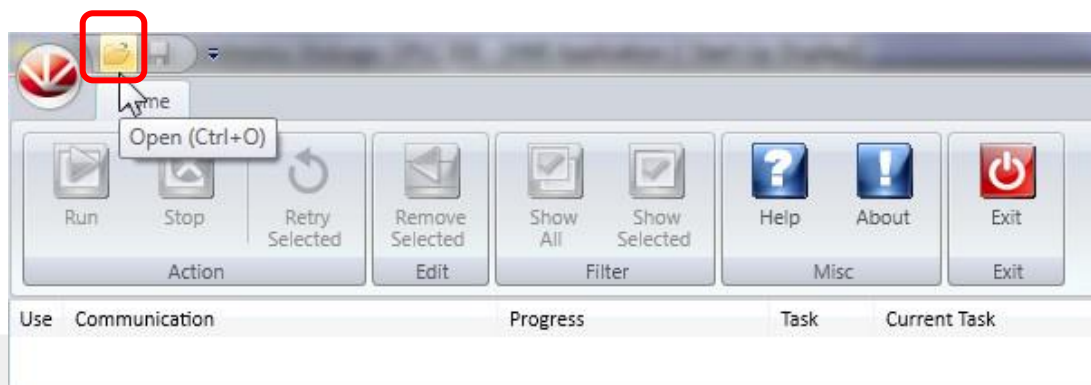 Home
Open (Ctrl+O)
Run Stop Retry Selected Remove Selected Show All Show Selected Help About Exit
Action Edit Filter Misc Exit
Use Communication Progress Task Current Task